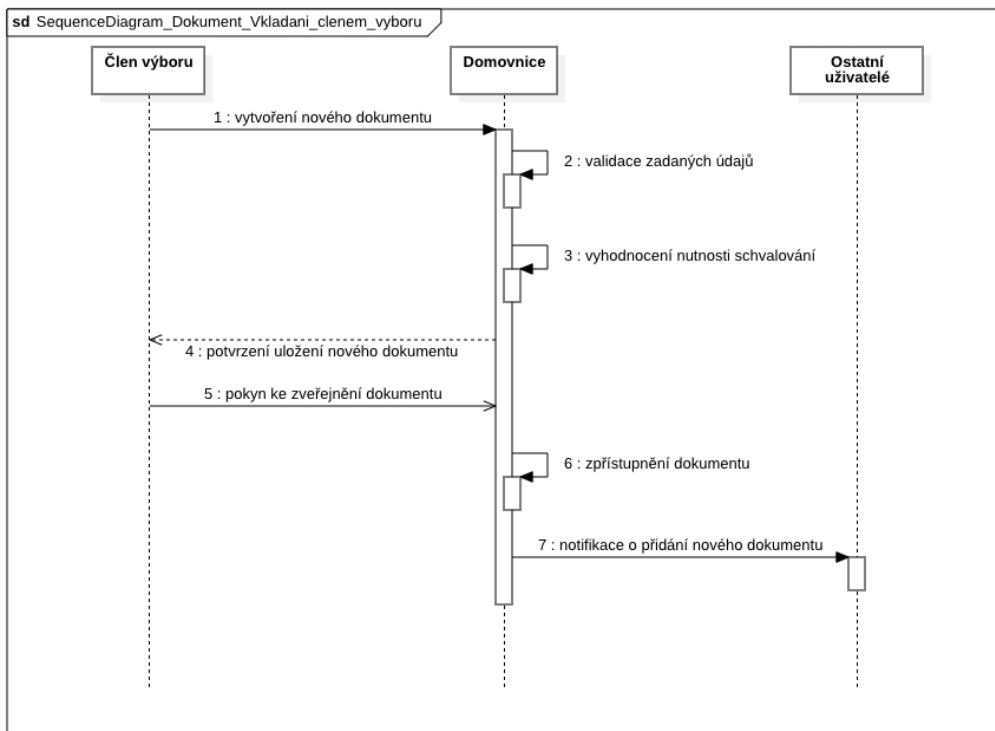 sd SequenceDiagram_Dokument_Vkladani_clenem_vyboru
Člen výboru
Domovnice
Ostatní
uživatelé
1 : vytvoření nového dokumentu
2 : validace zadaných údajů
3 : vyhodnocení nutnosti schvalování
4 : potvrzení uložení nového dokumentu
5 : pokyn ke zveřejnění dokumentu
6 : zpřístupnění dokumentu
7 : notifikace o přidání nového dokumentu